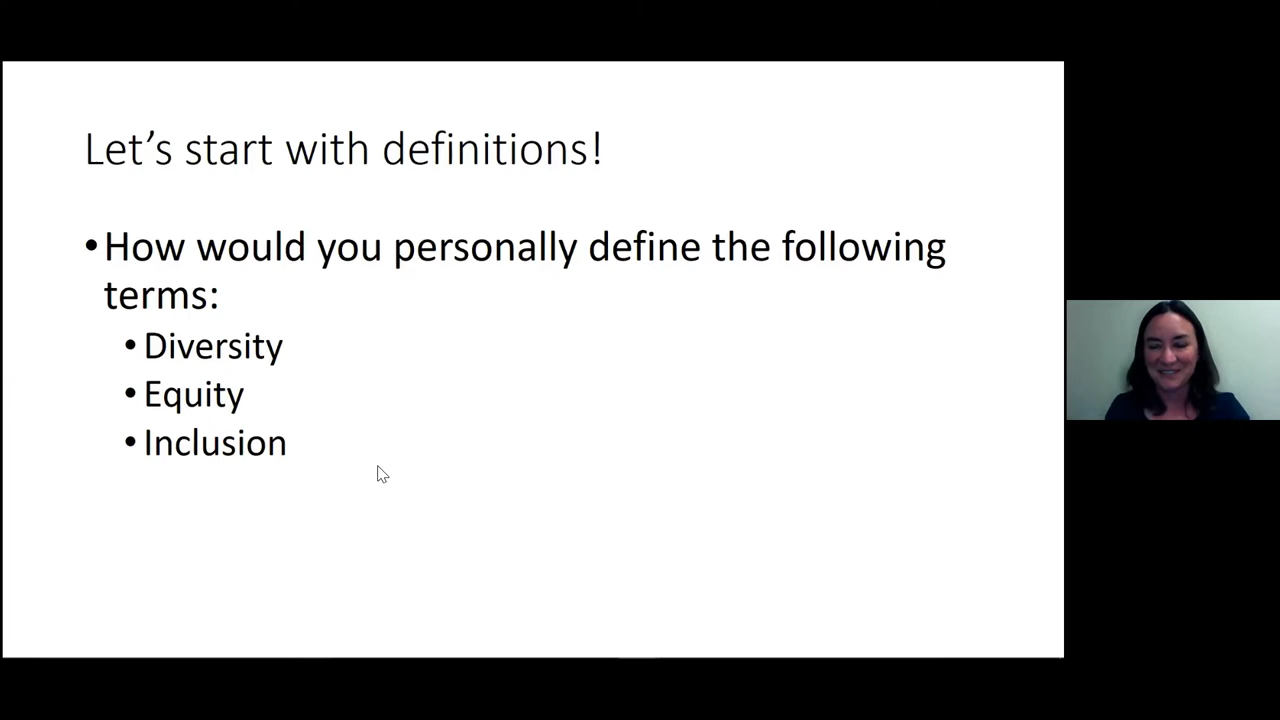 Let’s start with definitions!
•How would you personally define the following
terms:
• Diversity
• Equity
• Inclusion